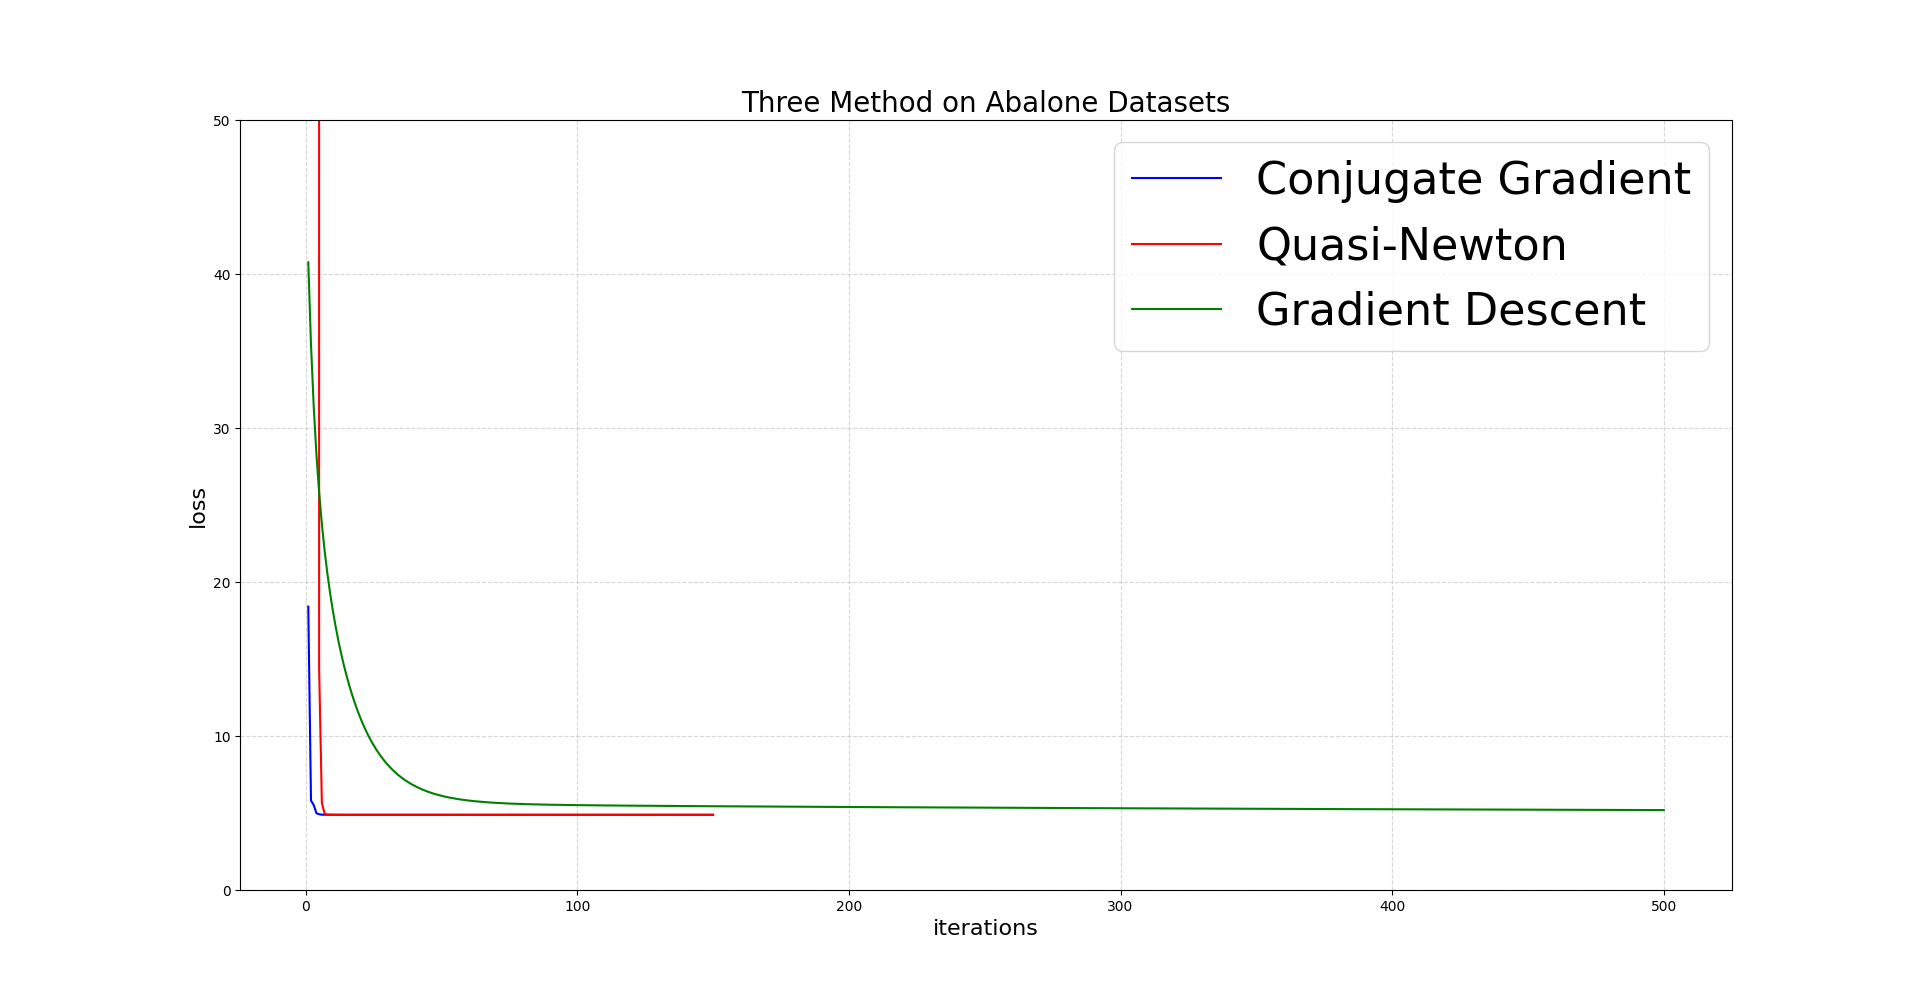 Three Method on Abalone Datasets
50
40
30
20
10
0
loss
Conjugate Gradient
Quasi-Newton
Gradient Descent
0 100 200 300 400 500
iterations